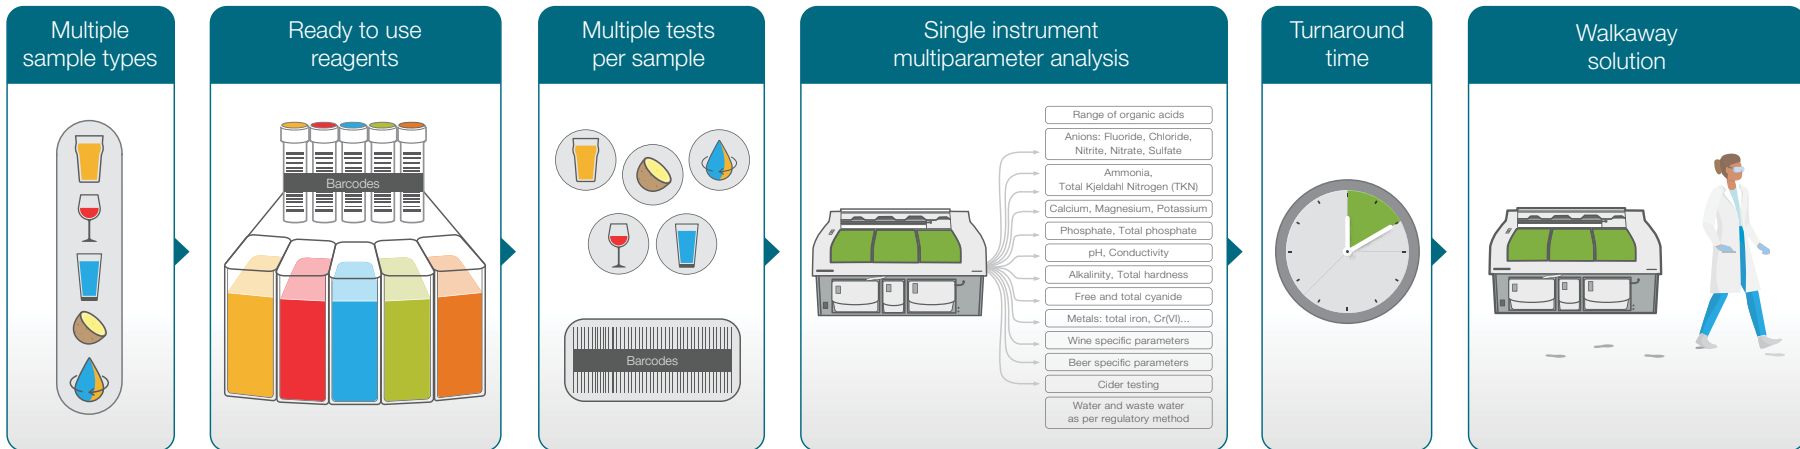 Multiple
sample types
Ready to use
reagents
Barcodes
Multiple tests
per sample
Barcodes
Single instrument
multiparameter analysis
Range of organic acids
Anions: Fluoride, Chloride,
Nitrite, Nitrate, Sulfate
Ammonia,
Total Kjeldahl Nitrogen (TKN)
Calcium, Magnesium, Potassium
Phosphate, Total phosphate
pH, Conductivity
Alkalinity, Total hardness
Free and total cyanide
Metals: total iron, Cr(VI)...
Wine specific parameters
Beer specific parameters
Cider testing
Water and waste water
as per regulatory method
Turnaround
time
Walkaway
solution